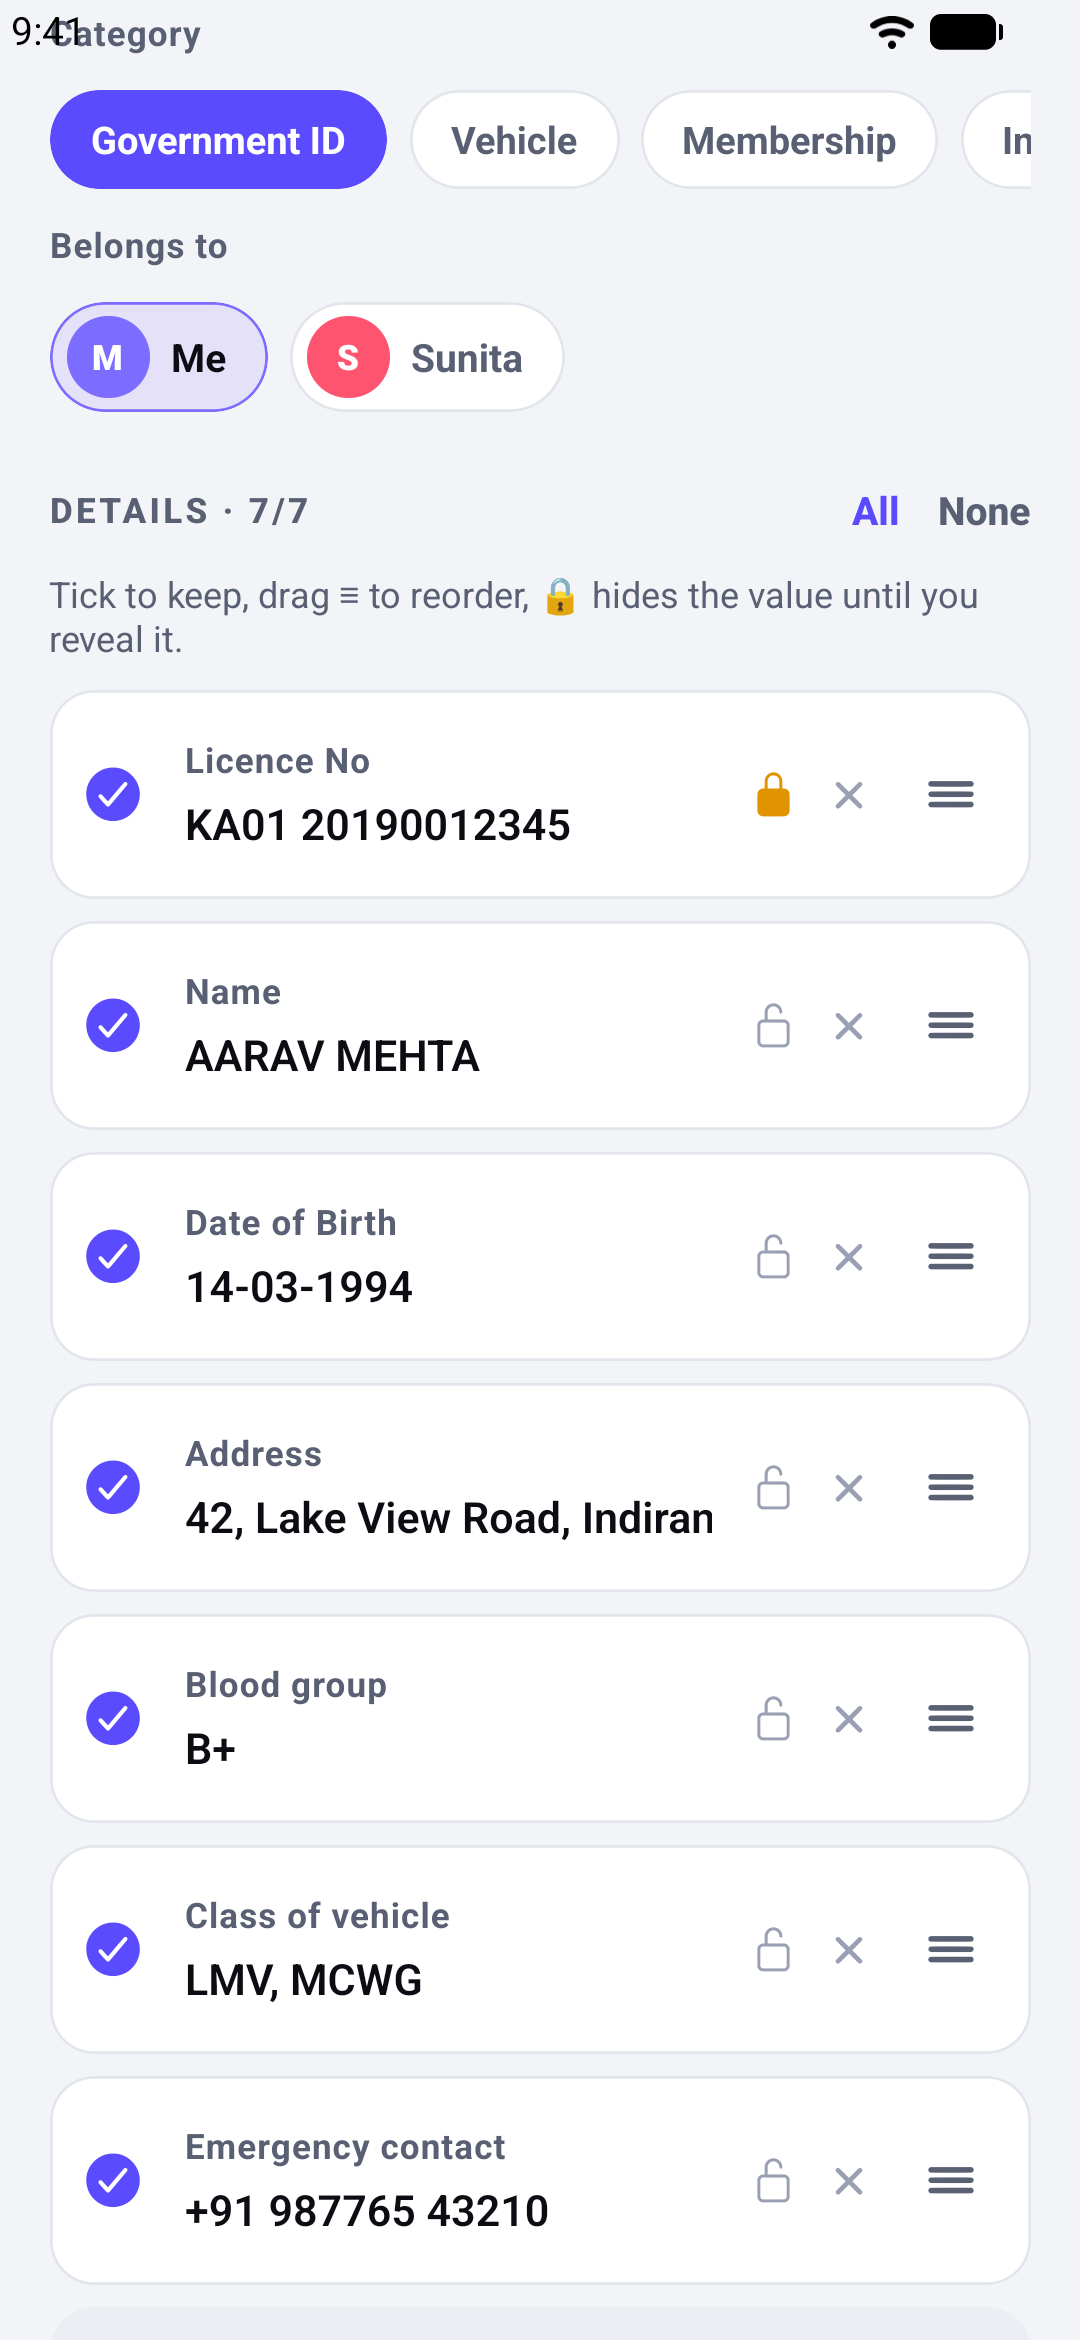 9:41
Category
Government ID
Vehicle
Membership
In
Belongs to
M
Me
S
Sunita
DETAILS · 7/7
All
None
Tick to keep, drag ≡ to reorder, 🔒 hides the value until you
reveal it.
Licence No
KA01 20190012345
Name
AARAV MEHTA
Date of Birth
14-03-1994
Address
42, Lake View Road, Indiran
Blood group
B+
Class of vehicle
LMV, MCWG
Emergency contact
+91 987765 43210